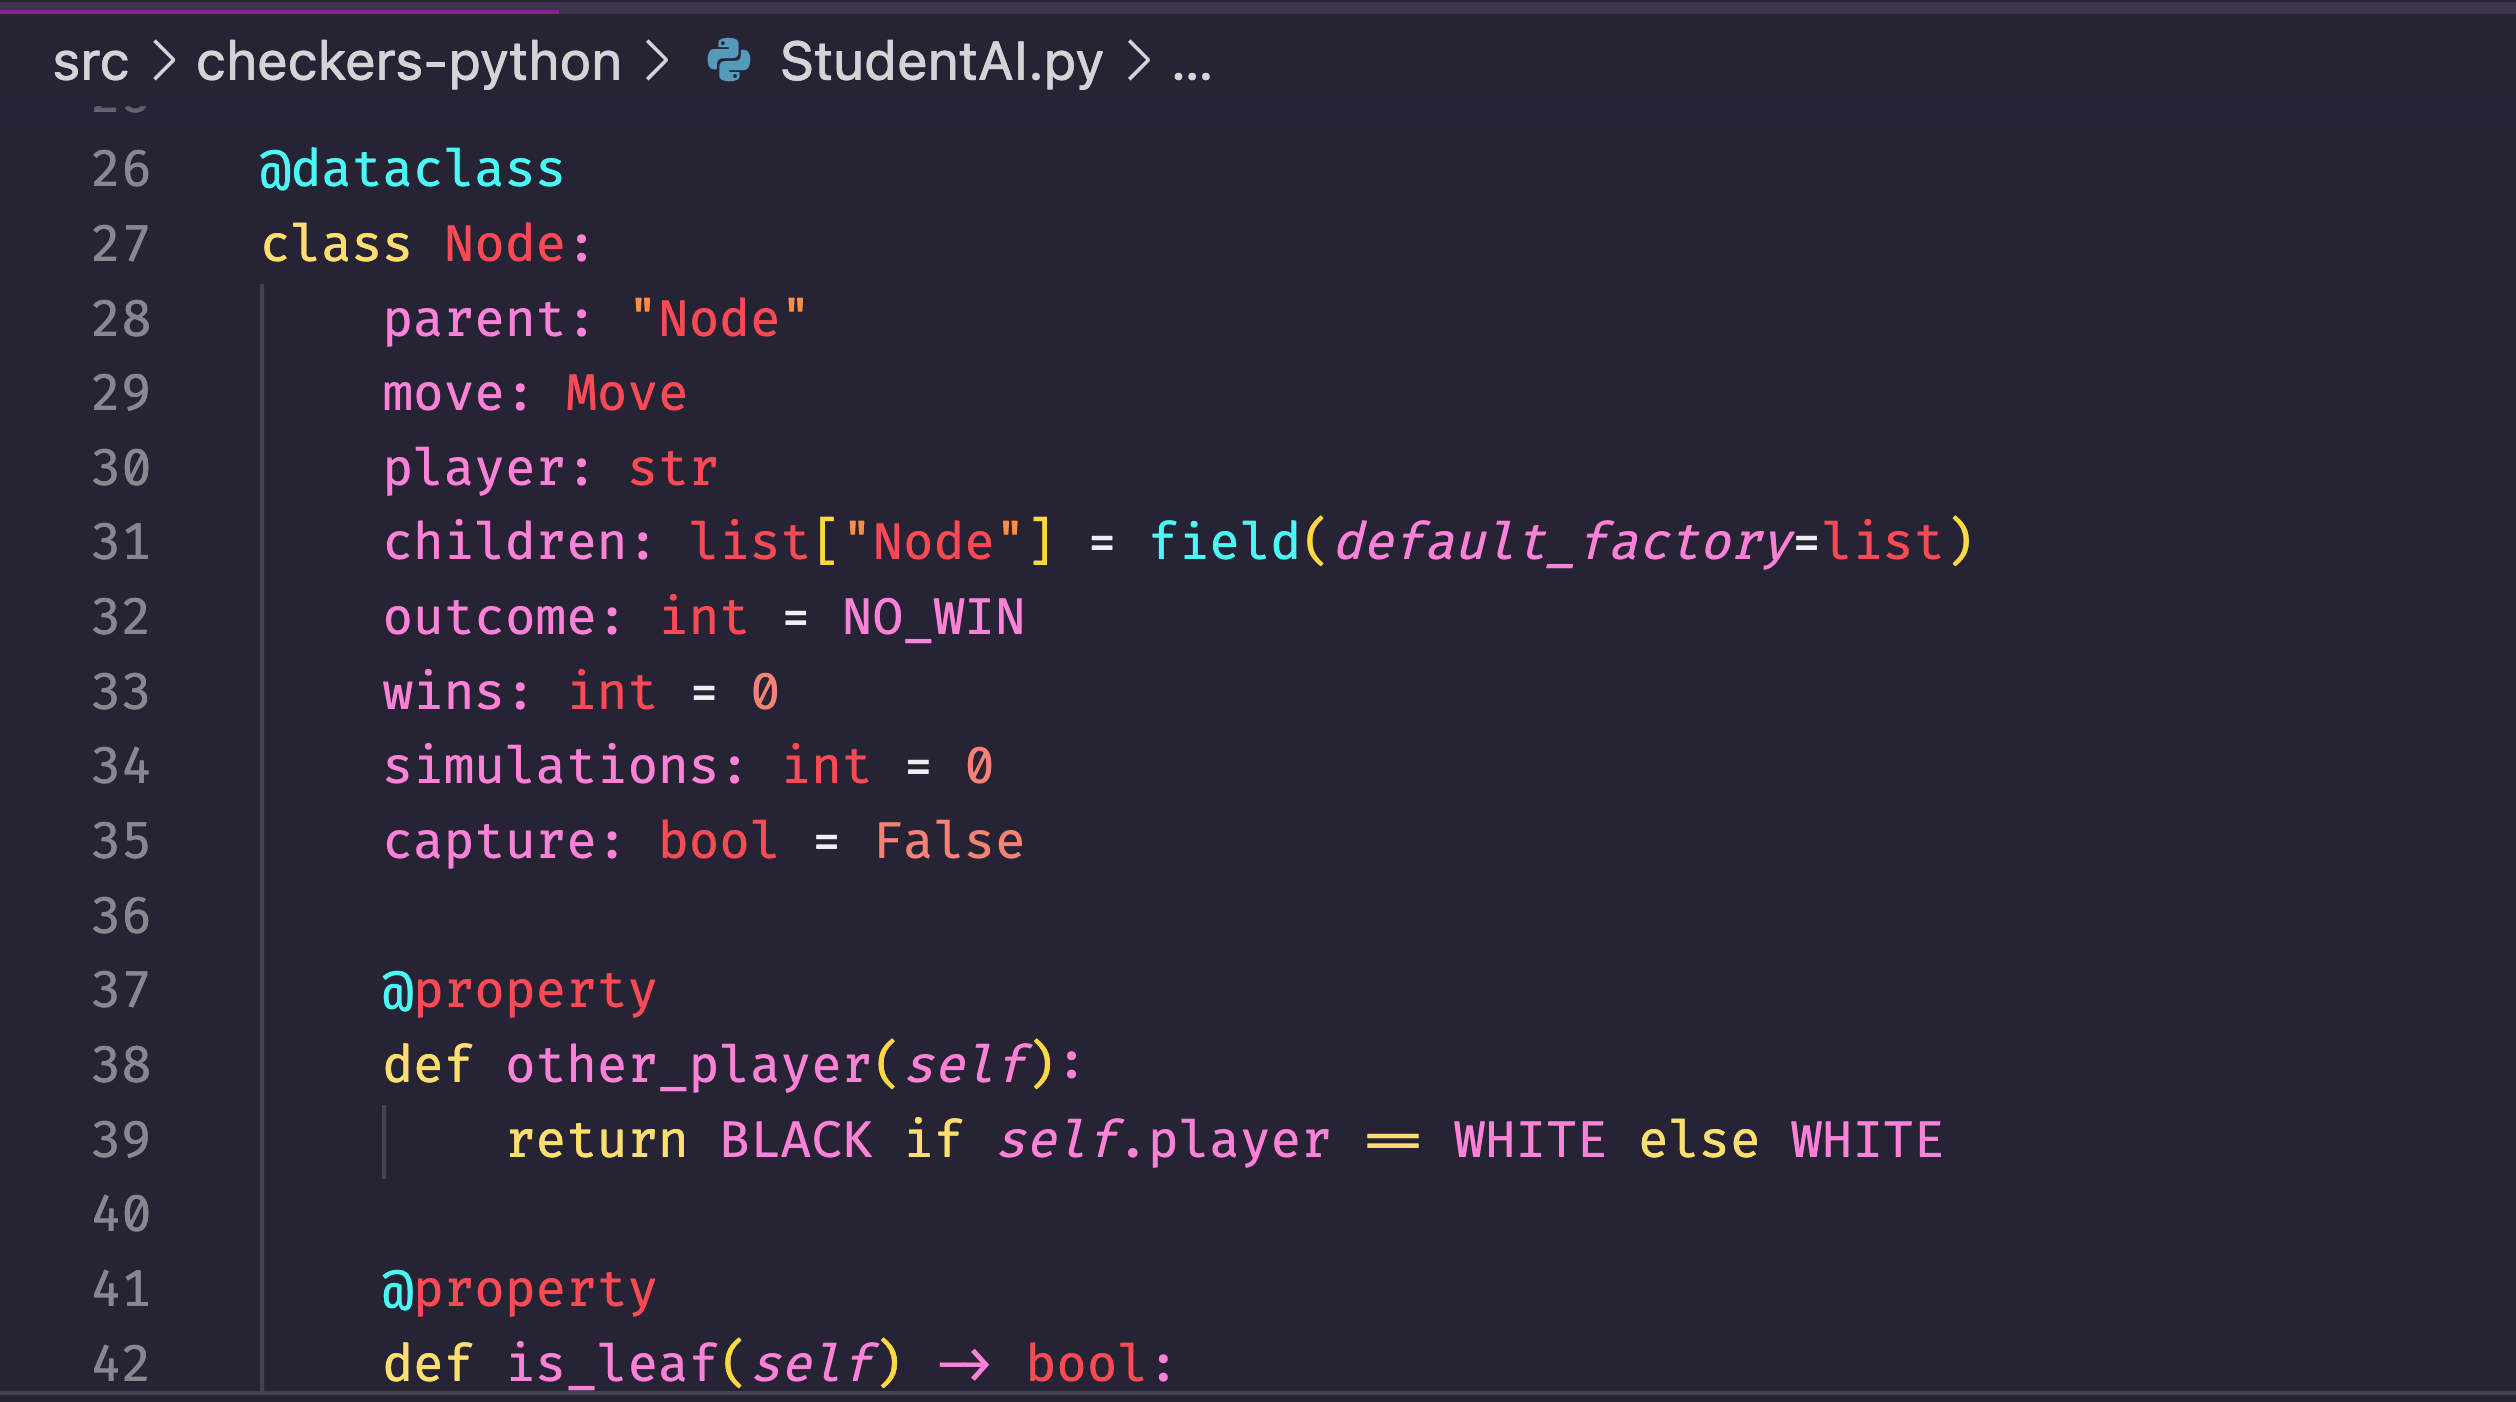 src > checkers-python > StudentAI.py > ...
26 @dataclass
27 class Node:
28     parent: "Node"
29     move: Move
30     player: str
31     children: list["Node"] = field(default_factory=list)
32     outcome: int = NO_WIN
33     wins: int = 0
34     simulations: int = 0
35     capture: bool = False
36
37     @property
38     def other_player(self):
39         return BLACK if self.player == WHITE else WHITE
40
41     @property
42     def is_leaf(self) -> bool: